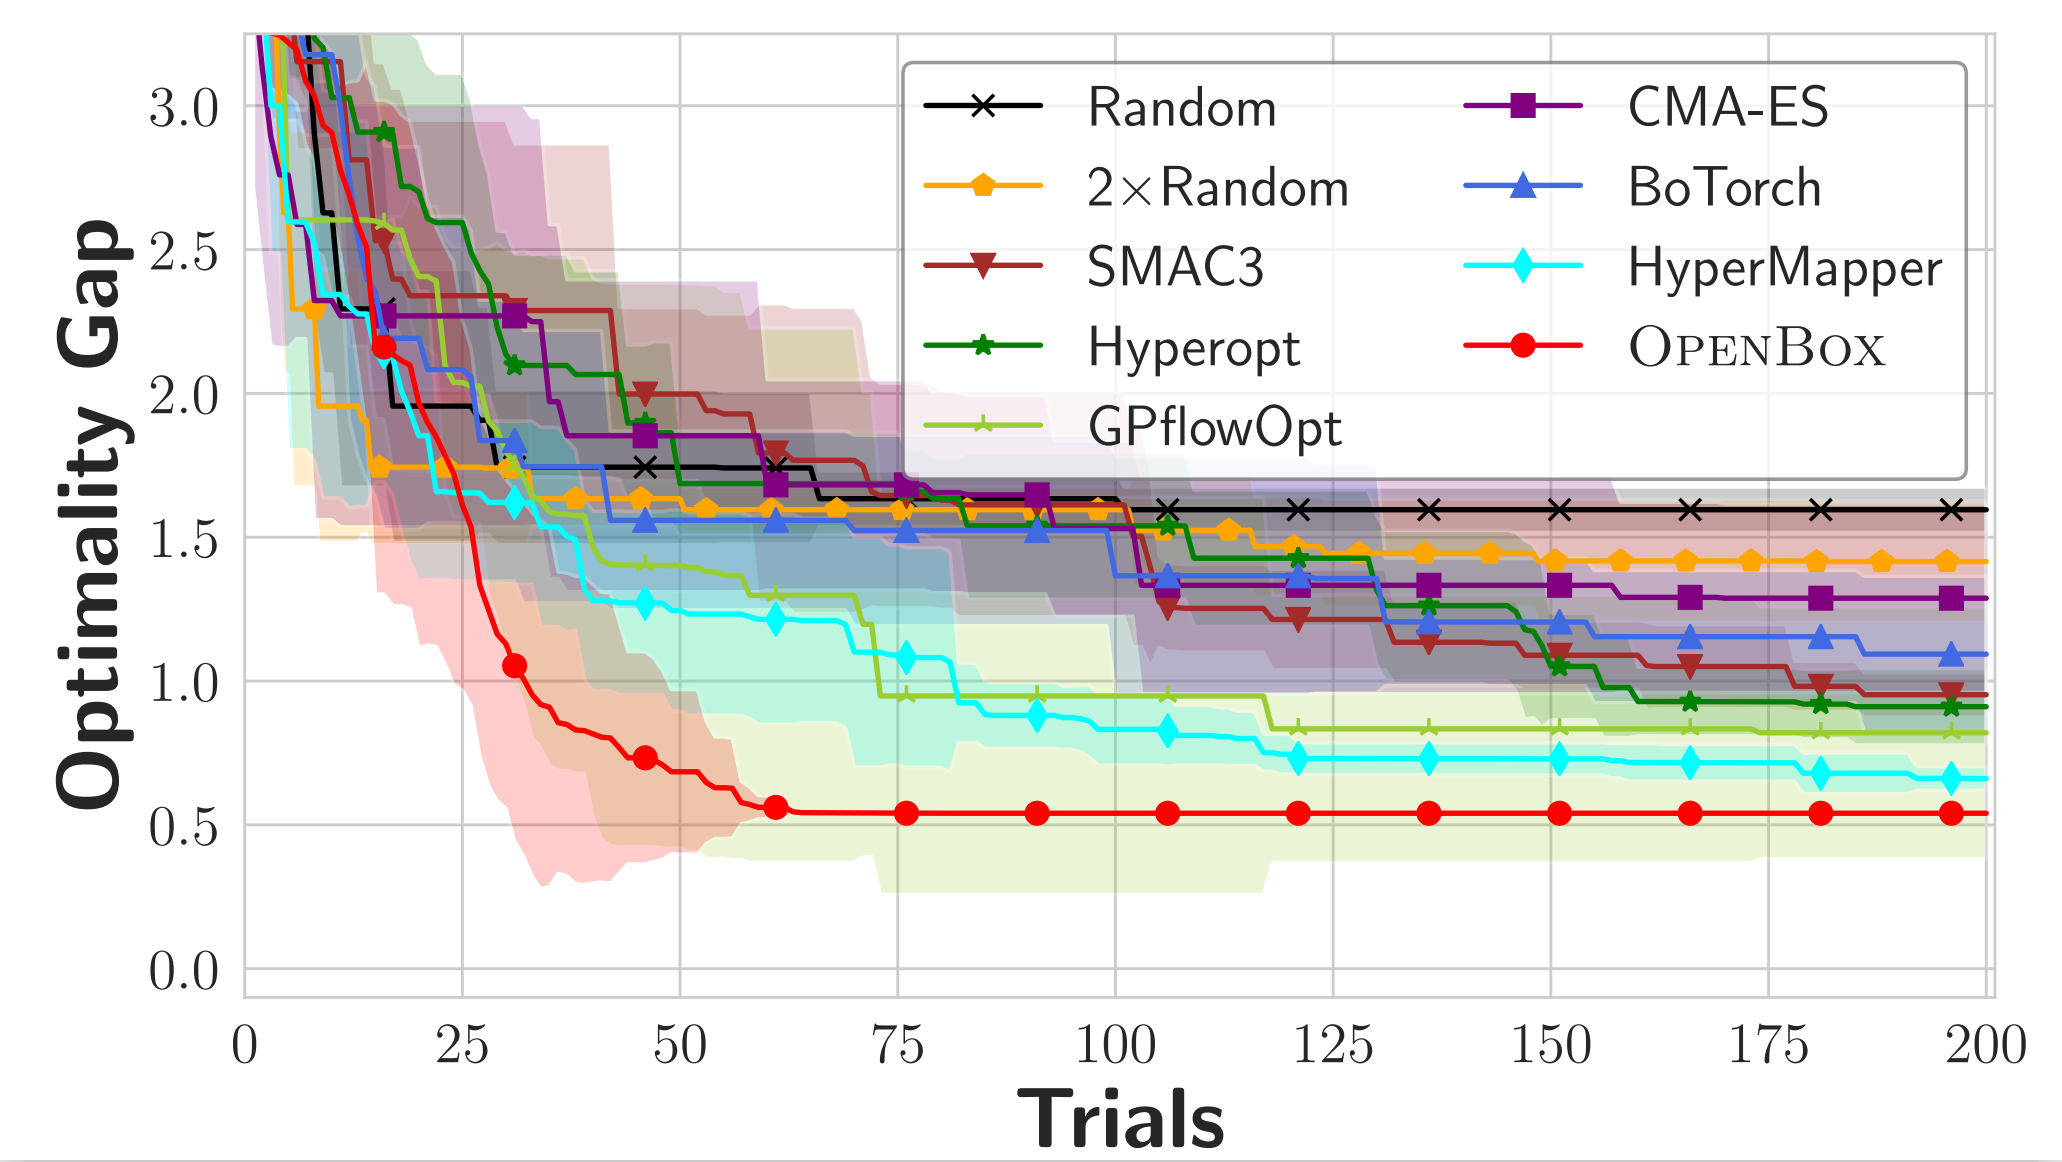 Optimality Gap
3.0
2.5
2.0
1.5
1.0
0.5
0.0
Random
2×Random
SMAC3
Hyperopt
GPflowOpt
CMA-ES
BoTorch
HyperMapper
OPENBOX
0 25 50 75 100 125 150 175 200
Trials